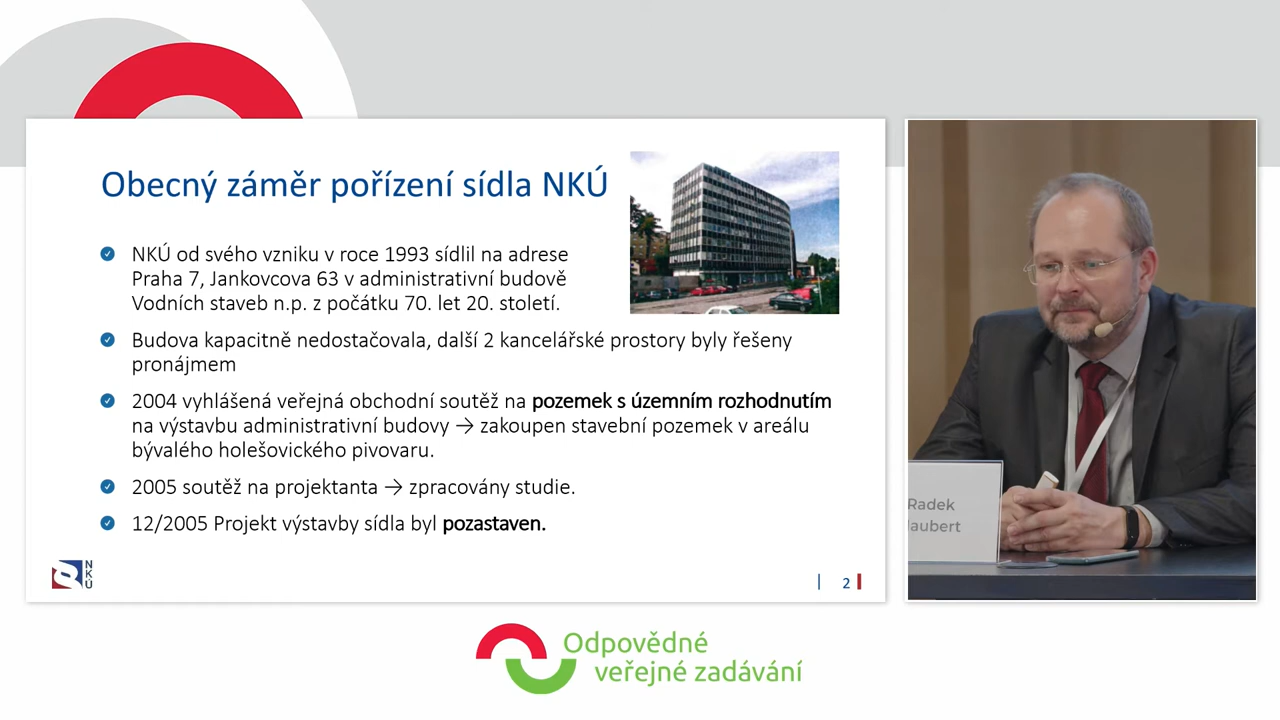 Obecný záměr pořízení sídla NKÚ
NKÚ od svého vzniku v roce 1993 sídlil na adrese
Praha 7, Jankovcova 63 v administrativní budově
Vodních staveb n.p. z počátku 70. let 20. století.
Budova kapacitně nedostačovala, další 2 kancelářské prostory byly řešeny
pronájmem
2004 vyhlášená veřejná obchodní soutěž na pozemek s územním rozhodnutím
na výstavbu administrativní budovy → zakoupen stavební pozemek v areálu
bývalého holešovického pivovaru.
2005 soutěž na projektanta → zpracovány studie.
12/2005 Projekt výstavby sídla byl pozastaven.
NKÚ
2
Radek
Haubert
Odpovědné
veřejné zadávání